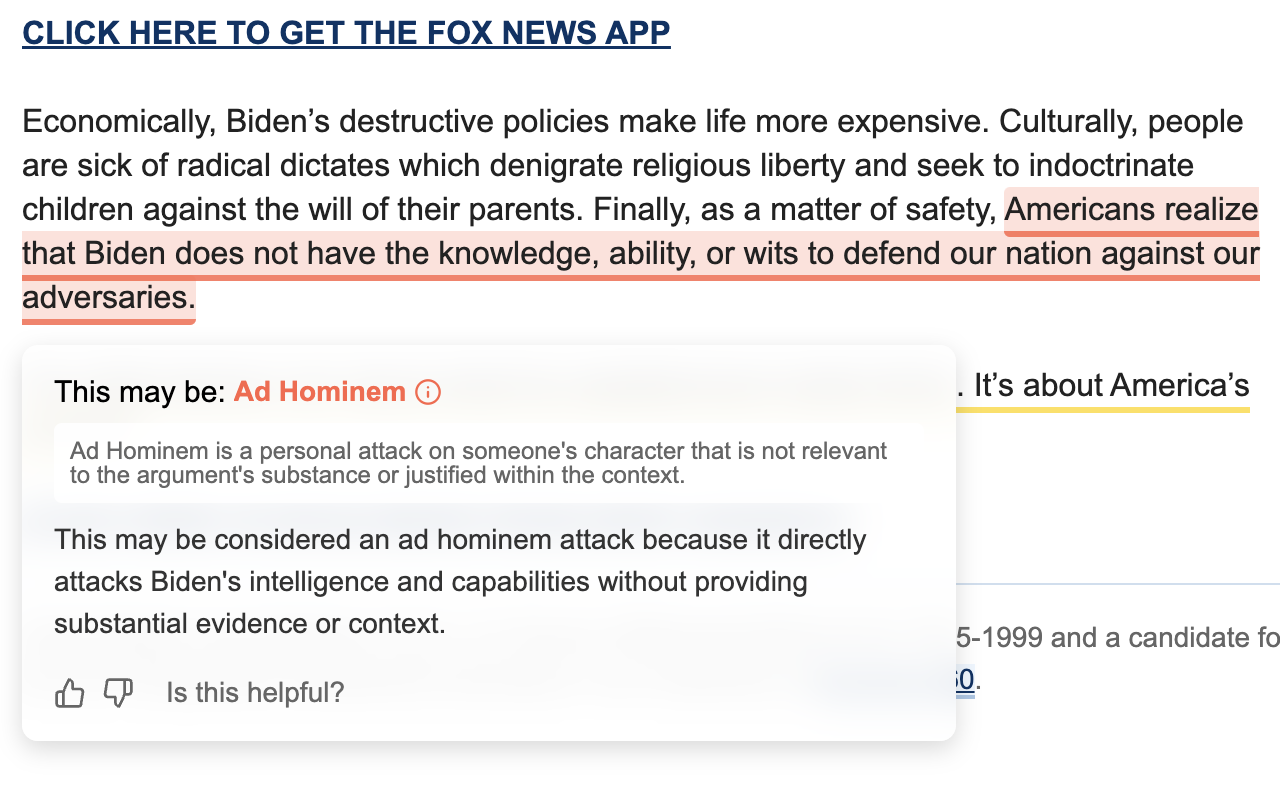 CLICK HERE TO GET THE FOX NEWS APP
Economically, Biden’s destructive policies make life more expensive. Culturally, people
are sick of radical dictates which denigrate religious liberty and seek to indoctrinate
children against the will of their parents. Finally, as a matter of safety, Americans realize
that Biden does not have the knowledge, ability, or wits to defend our nation against our
adversaries.
. It’s about America’s
This may be: Ad Hominem
Ad Hominem is a personal attack on someone's character that is not relevant
to the argument's substance or justified within the context.
This may be considered an ad hominem attack because it directly
attacks Biden's intelligence and capabilities without providing
substantial evidence or context.
5-1999 and a candidate fo
0.
Is this helpful?